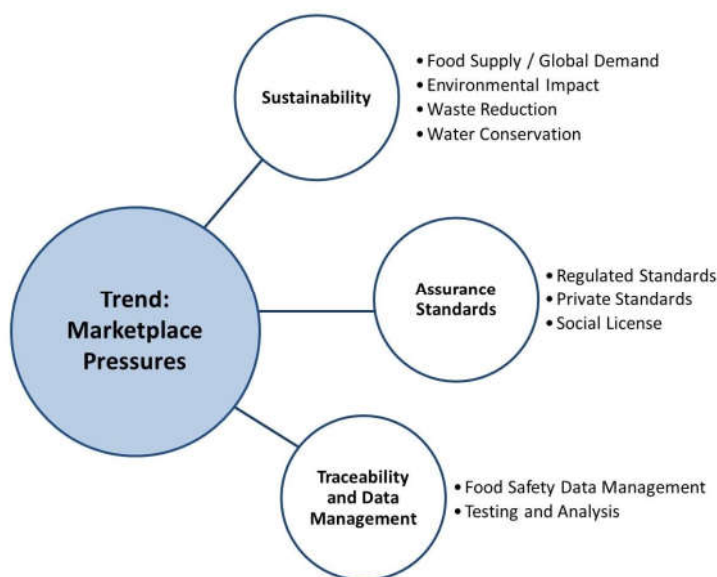 Sustainability
• Food Supply / Global Demand
• Environmental Impact
• Waste Reduction
• Water Conservation
Trend:
Marketplace
Pressures
Assurance
Standards
• Regulated Standards
• Private Standards
• Social License
Traceability
and Data
Management
• Food Safety Data Management
• Testing and Analysis